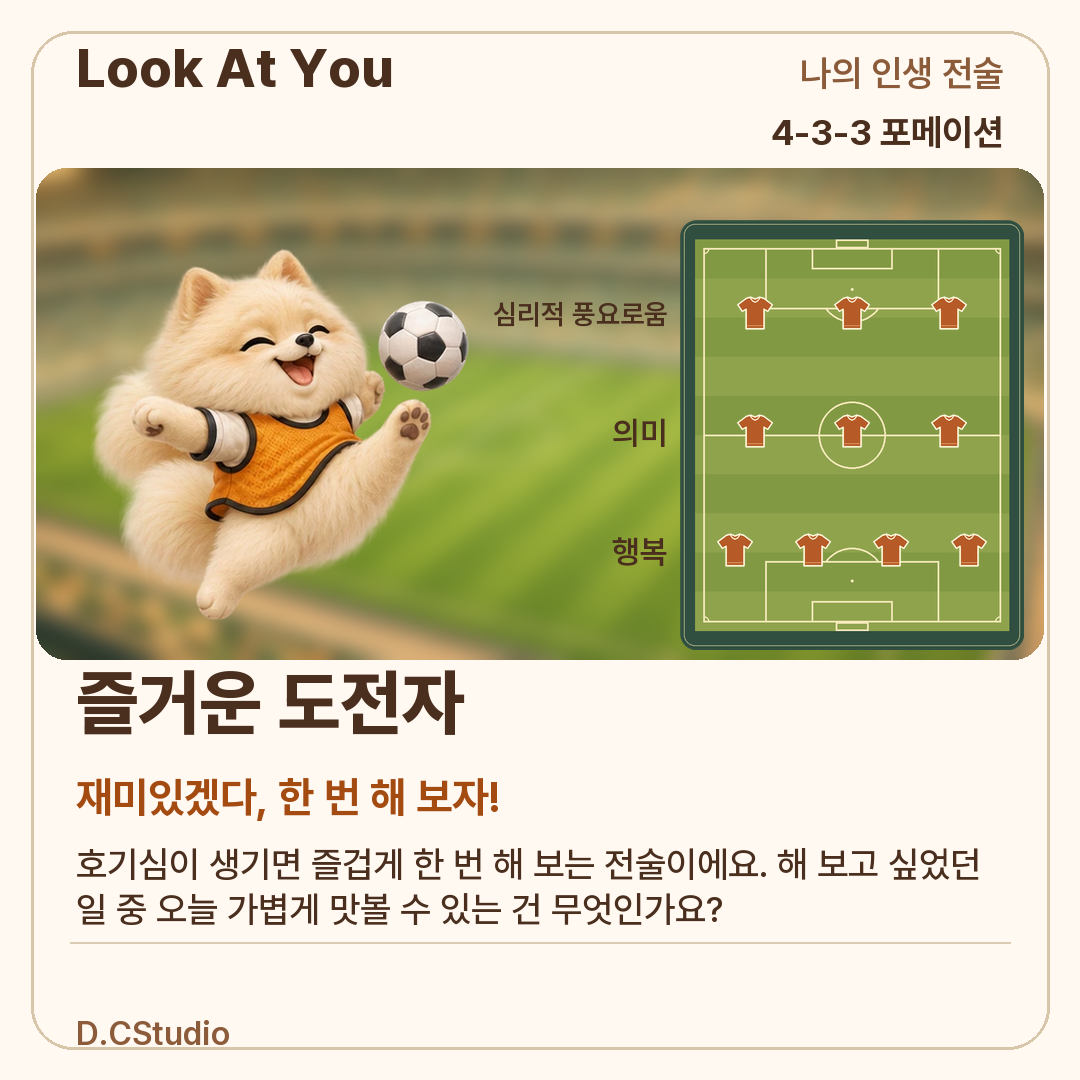 Look At You
나의 인생 전술
4-3-3 포메이션
심리적 풍요로움
의미
행복
즐거운 도전자
재미있겠다, 한 번 해 보자!
호기심이 생기면 즐겁게 한 번 해 보는 전술이에요. 해 보고 싶었던
일 중 오늘 가볍게 맛볼 수 있는 건 무엇인가요?
D.CStudio